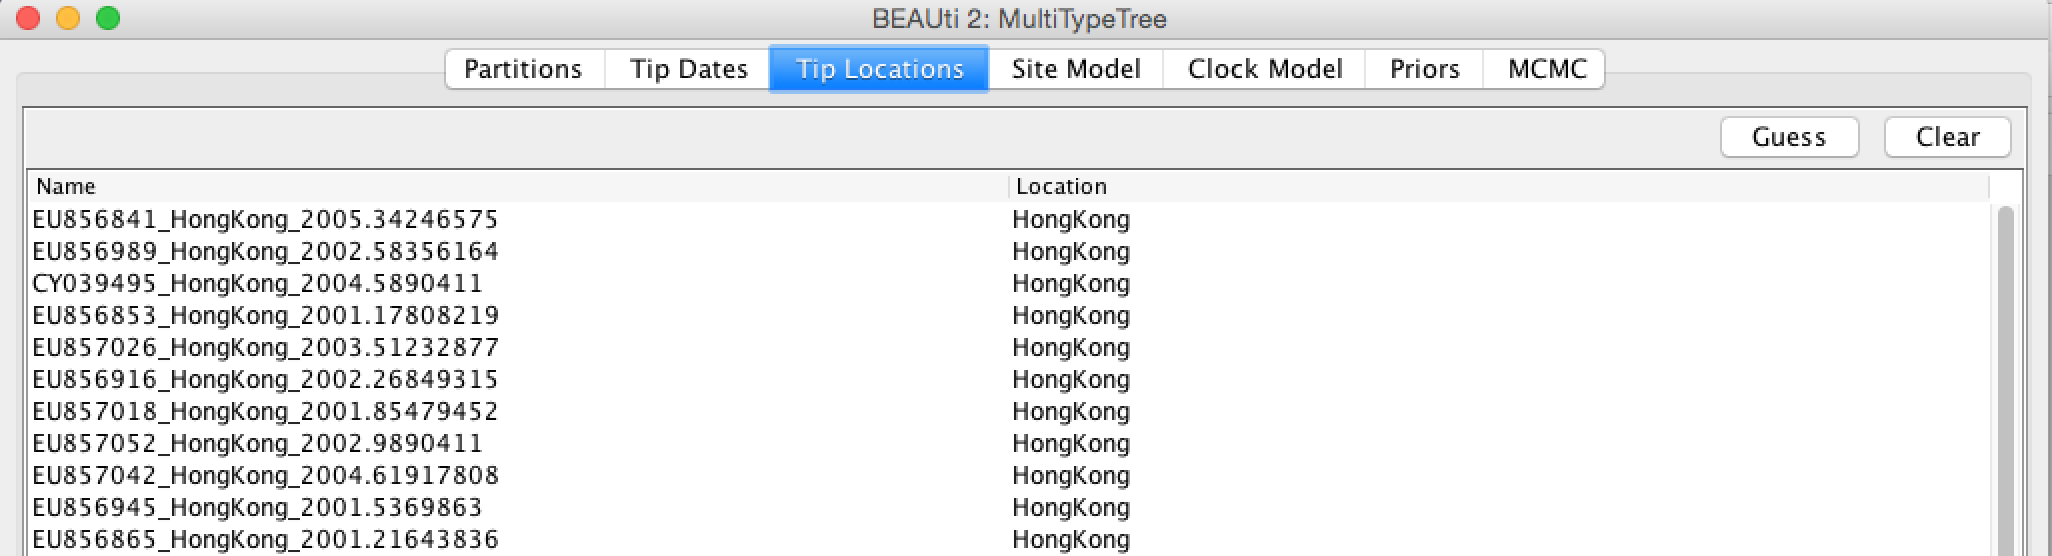 BEAUti 2: MultiTypeTree
Partitions Tip Dates Tip Locations Site Model Clock Model Priors MCMC
Guess Clear
Name Location
EU856841_HongKong_2005.34246575 HongKong
EU856989_HongKong_2002.58356164 HongKong
CY039495_HongKong_2004.5890411 HongKong
EU856853_HongKong_2001.17808219 HongKong
EU857026_HongKong_2003.51232877 HongKong
EU856916_HongKong_2002.26849315 HongKong
EU857018_HongKong_2001.85479452 HongKong
EU857052_HongKong_2002.9890411 HongKong
EU857042_HongKong_2004.61917808 HongKong
EU856945_HongKong_2001.5369863 HongKong
EU856865_HongKong_2001.21643836 HongKong